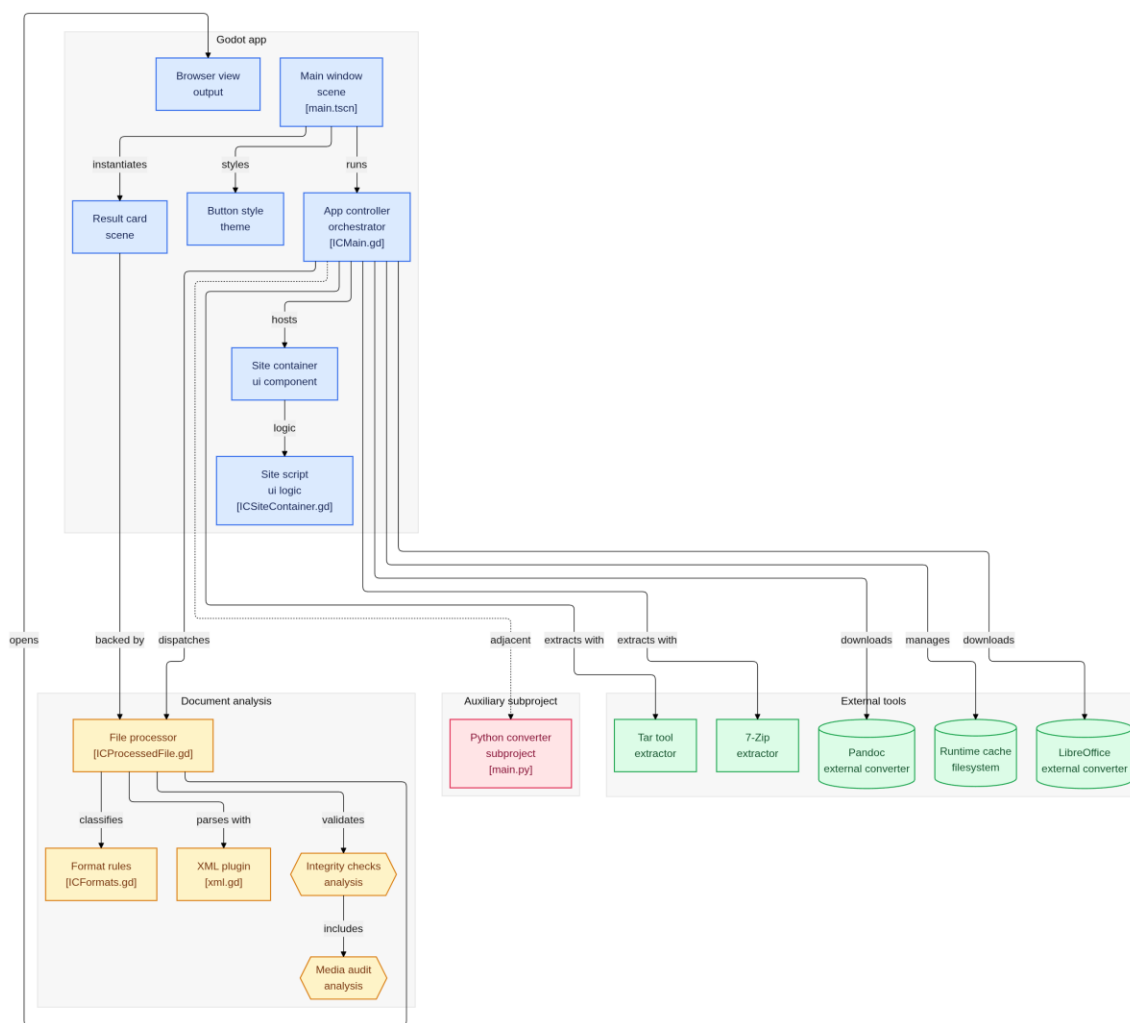 Godot app
Browser view
output
Main window
scene
[main.tscn]
instantiates
styles
runs
Result card
scene
Button style
theme
App controller
orchestrator
[ICMain.gd]
hosts
Site container
ui component
logic
Site script
ui logic
[ICSiteContainer.gd]
opens
backed by
dispatches
adjacent
extracts with
extracts with
downloads
manages
downloads
Document analysis
File processor
[ICProcessedFile.gd]
classifies
parses with
validates
Format rules
[ICFormats.gd]
XML plugin
[xml.gd]
Integrity checks
analysis
includes
Media audit
analysis
Auxiliary subproject
Python converter
subproject
[main.py]
External tools
Tar tool
extractor
7-Zip
extractor
Pandoc
external converter
Runtime cache
filesystem
LibreOffice
external converter